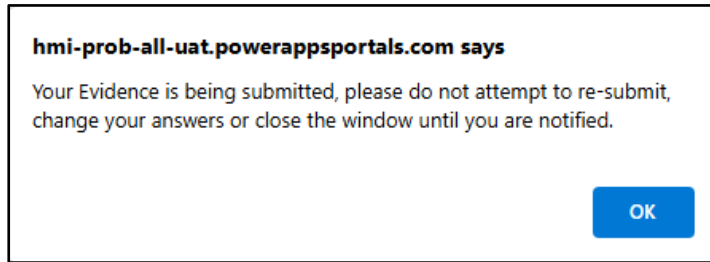 hmi-prob-all-uat.powerappsportals.com says
Your Evidence is being submitted, please do not attempt to re-submit,
change your answers or close the window until you are notified.
OK